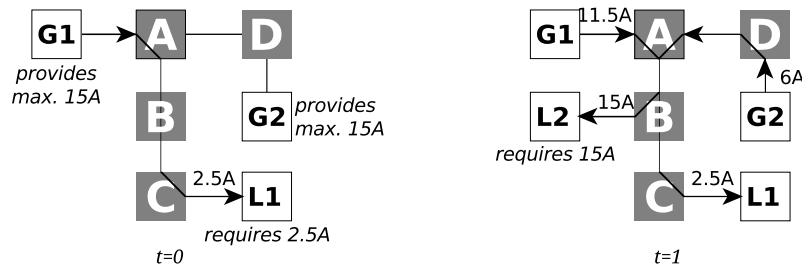 G1
A
D
provides
max. 15A
B
G2
provides
max. 15A
C
2.5A
L1
requires 2.5A
t=0
G1
11.5A
A
D
6A
L2
15A
B
G2
requires 15A
C
2.5A
L1
t=1